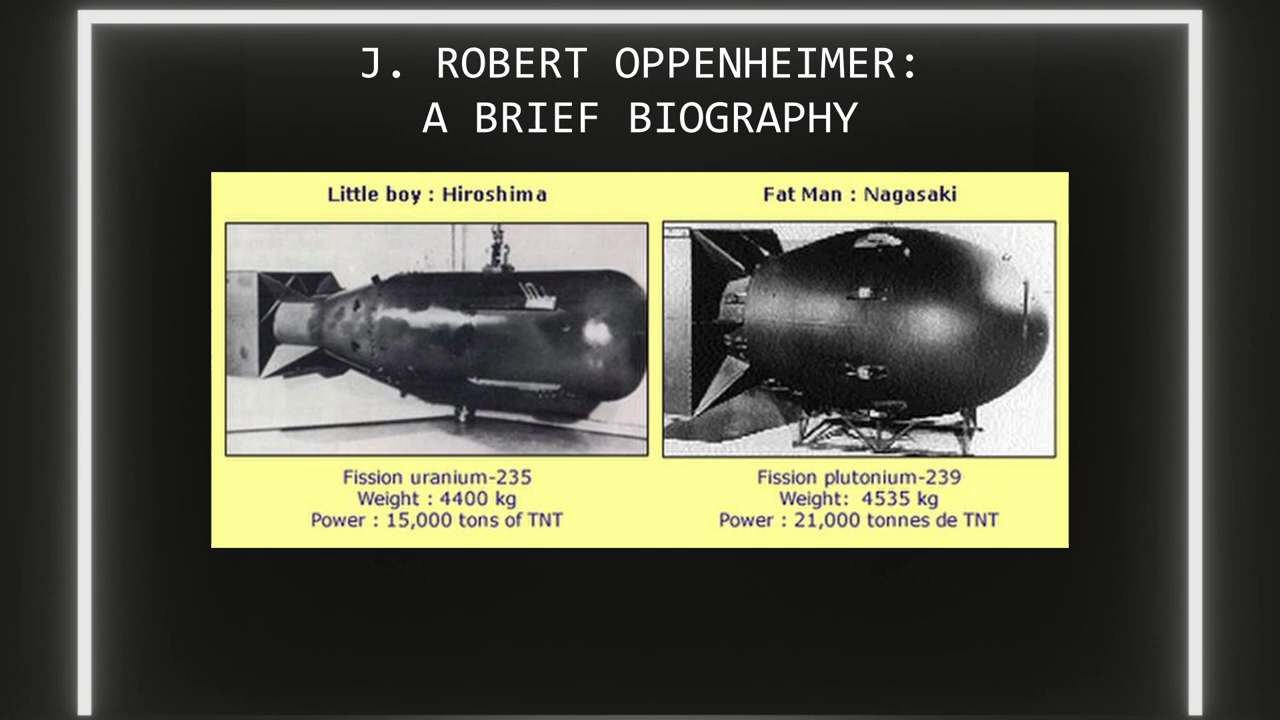 J. ROBERT OPPENHEIMER:
A BRIEF BIOGRAPHY
Little boy : Hiroshima
Fat Man : Nagasaki
Fission uranium-235
Weight : 4400 kg
Power : 15,000 tons of TNT
Fission plutonium-239
Weight: 4535 kg
Power : 21,000 tonnes de TNT